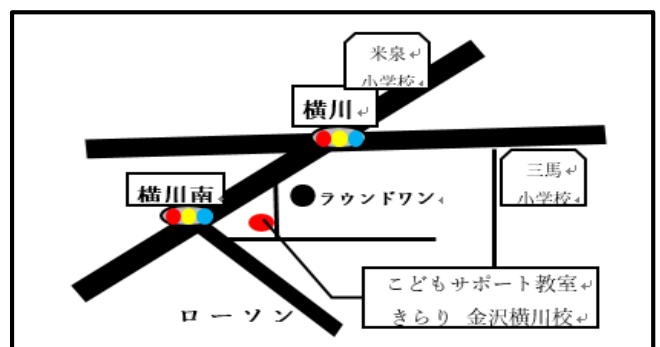 米泉
小学校
横川
三馬
小学校
横川南
ラウンドワン
こどもサポート教室
きらり 金沢横川校
ローソン